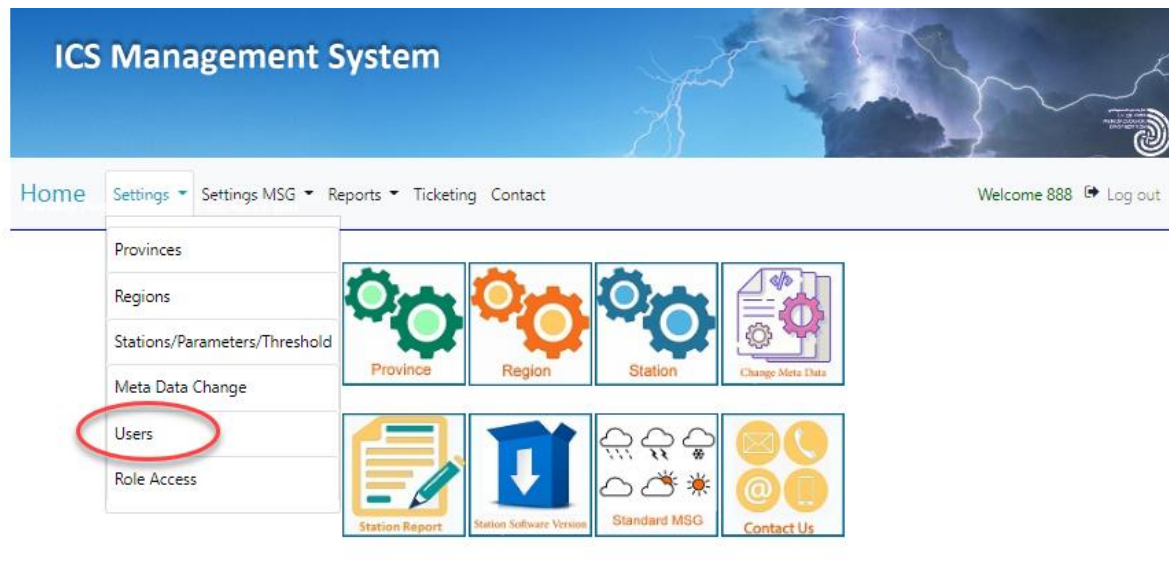 ICS Management System
Home Settings Settings MSG Reports Ticketing Contact Welcome 888 Log out
Provinces
Regions
Stations/Parameters/Threshold
Meta Data Change
Users
Role Access
Province Region Station Change Meta Data
Station Report Station Software Version Standard MSG Contact Us